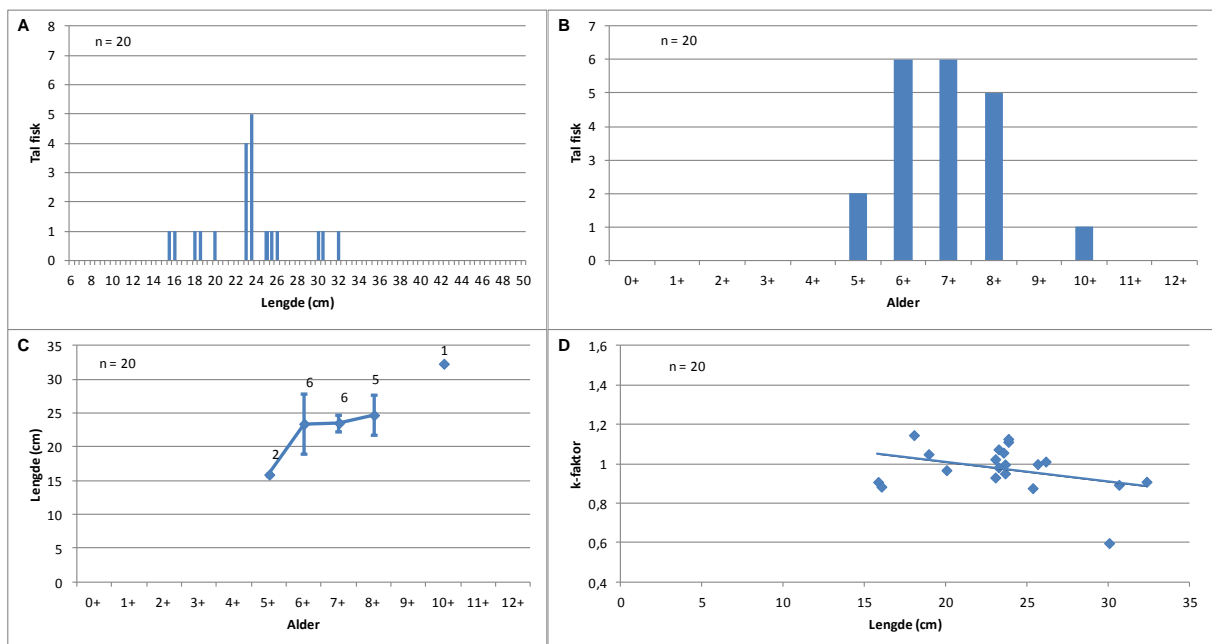 A
n = 20
Tal fisk
8
7
6
5
4
3
2
1
0
6 8 10 12 14 16 18 20 22 24 26 28 30 32 34 36 38 40 42 44 46 48 50
Lengde (cm)
B
n = 20
Tal fisk
7
6
5
4
3
2
1
0
0+ 1+ 2+ 3+ 4+ 5+ 6+ 7+ 8+ 9+ 10+ 11+ 12+
Alder
C
n = 20
Lengde (cm)
35
30
25
20
15
10
5
0
2
6
6
5
1
0+ 1+ 2+ 3+ 4+ 5+ 6+ 7+ 8+ 9+ 10+ 11+ 12+
Alder
D
n = 20
k-faktor
1,6
1,4
1,2
1
0,8
0,6
0,4
0 5 10 15 20 25 30 35
Lengde (cm)